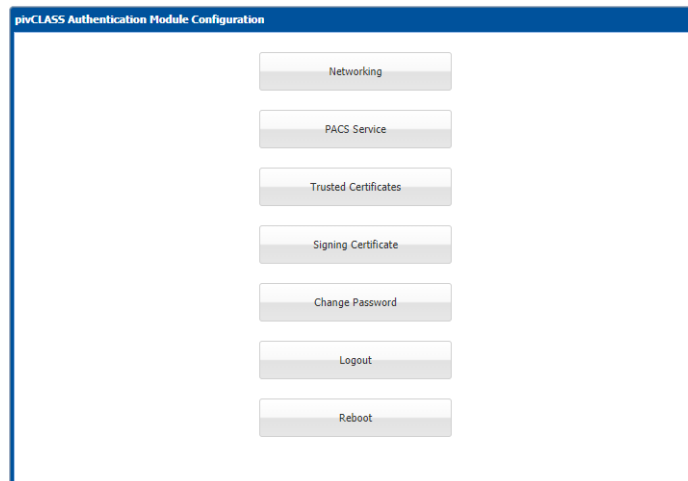 pivCLASS Authentication Module Configuration
Networking
PACS Service
Trusted Certificates
Signing Certificate
Change Password
Logout
Reboot